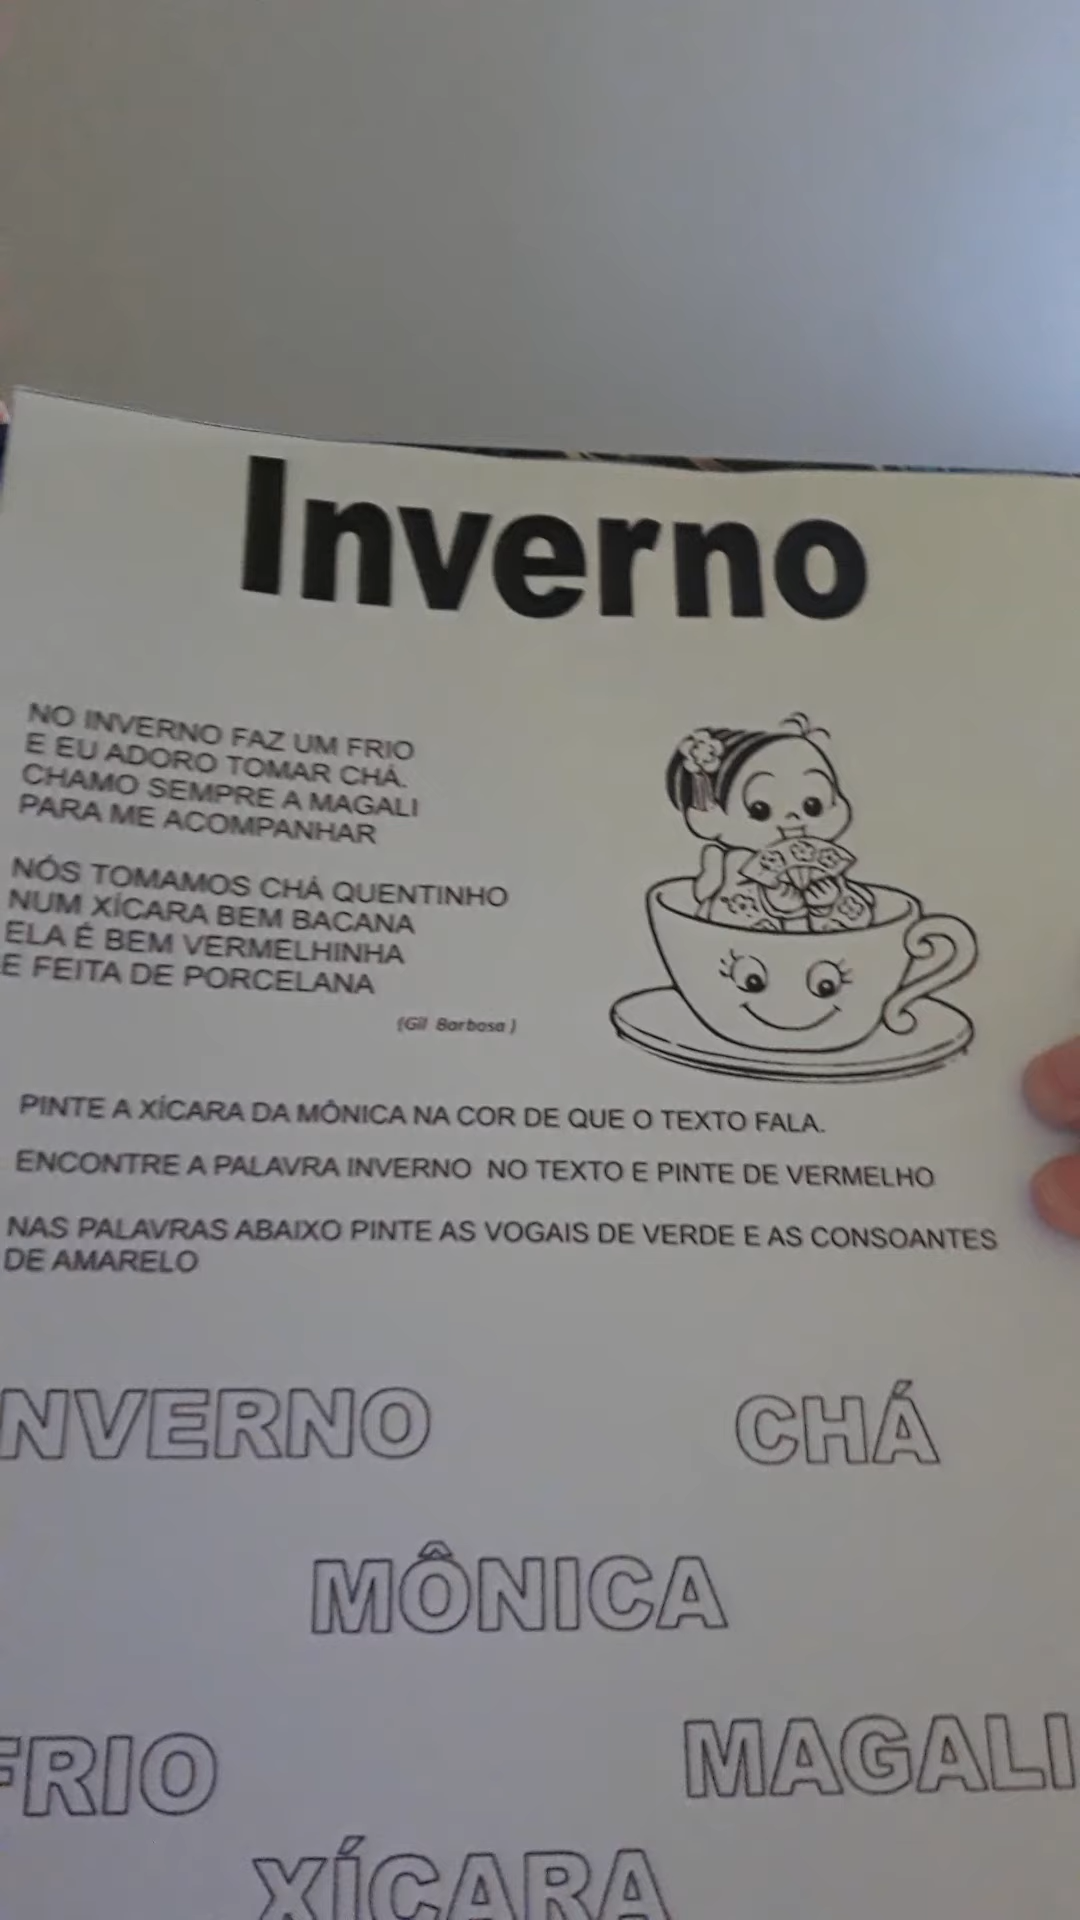 Inverno
NO INVERNO FAZ UM FRIO
E EU ADORO TOMAR CHÁ.
CHAMO SEMPRE A MAGALI
PARA ME ACOMPANHAR
NÓS TOMAMOS CHÁ QUENTINHO
NUM XÍCARA BEM BACANA
ELA É BEM VERMELHINHA
E FEITA DE PORCELANA
(Gil Barbosa )
PINTE A XÍCARA DA MÔNICA NA COR DE QUE O TEXTO FALA.
ENCONTRE A PALAVRA INVERNO NO TEXTO E PINTE DE VERMELHO
NAS PALAVRAS ABAIXO PINTE AS VOGAIS DE VERDE E AS CONSOANTES
DE AMARELO
NVERNO CHÁ
MÔNICA
FRIO MAGALI
XÍCARA